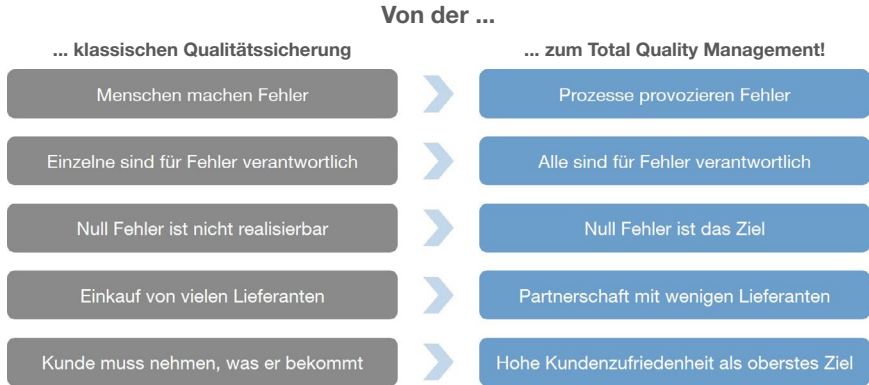 Von der ...
... klassischen Qualitätssicherung
... zum Total Quality Management!
Menschen machen Fehler
Prozesse provozieren Fehler
Einzelne sind für Fehler verantwortlich
Alle sind für Fehler verantwortlich
Null Fehler ist nicht realisierbar
Null Fehler ist das Ziel
Einkauf von vielen Lieferanten
Partnerschaft mit wenigen Lieferanten
Kunde muss nehmen, was er bekommt
Hohe Kundenzufriedenheit als oberstes Ziel